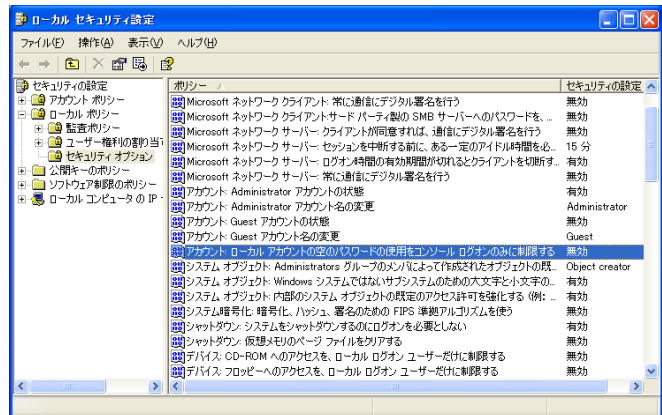 ローカル セキュリティ設定
ファイル(F) 操作(A) 表示(V) ヘルプ(H)
セキュリティの設定
アカウント ポリシー
ローカル ポリシー
監査ポリシー
ユーザー権利の割り当て
セキュリティ オプション
公開キーのポリシー
ソフトウェア制限のポリシー
ローカル コンピュータ の IP
ポリシー セキュリティの設定
Microsoft ネットワーク クライアント: 常に通信にデジタル署名を行う 無効
Microsoft ネットワーク クライアント: サード パーティ製の SMB サーバーへのパスワードを、... 無効
Microsoft ネットワーク サーバー: クライアントが同意すれば、通信にデジタル署名を行う 無効
Microsoft ネットワーク サーバー: セッションを中断する前に、ある一定のアイドル時間を必... 15 分
Microsoft ネットワーク サーバー: ログオン時間の有効期間が切れるとクライアントを切断す... 有効
Microsoft ネットワーク サーバー: 常に通信にデジタル署名を行う 無効
アカウント: Administrator アカウントの状態 有効
アカウント: Administrator アカウント名の変更 Administrator
アカウント: Guest アカウントの状態 無効
アカウント: Guest アカウント名の変更 Guest
アカウント: ローカル アカウントの空のパスワードの使用をコンソール ログオンのみに制限する 無効
システム オブジェクト: Administrators グループのメンバによって作成されたオブジェクトの既... Object creator
システム オブジェクト: Windows システムではないサブシステムのための大文字と小文字の... 有効
システム オブジェクト: 内部のシステム オブジェクトの既定のアクセス許可を強化する (例: ... 有効
システム暗号化: 暗号化、ハッシュ、署名のための FIPS 準拠アルゴリズムを使う 無効
シャットダウン: システムをシャットダウンするのにログオンを必要としない 有効
シャットダウン: 仮想メモリのページ ファイルをクリアする 無効
デバイス: CD-ROM へのアクセスを、ローカル ログオン ユーザーだけに制限する 無効
デバイス: フロッピーへのアクセスを、ローカル ログオン ユーザーだけに制限する 無効